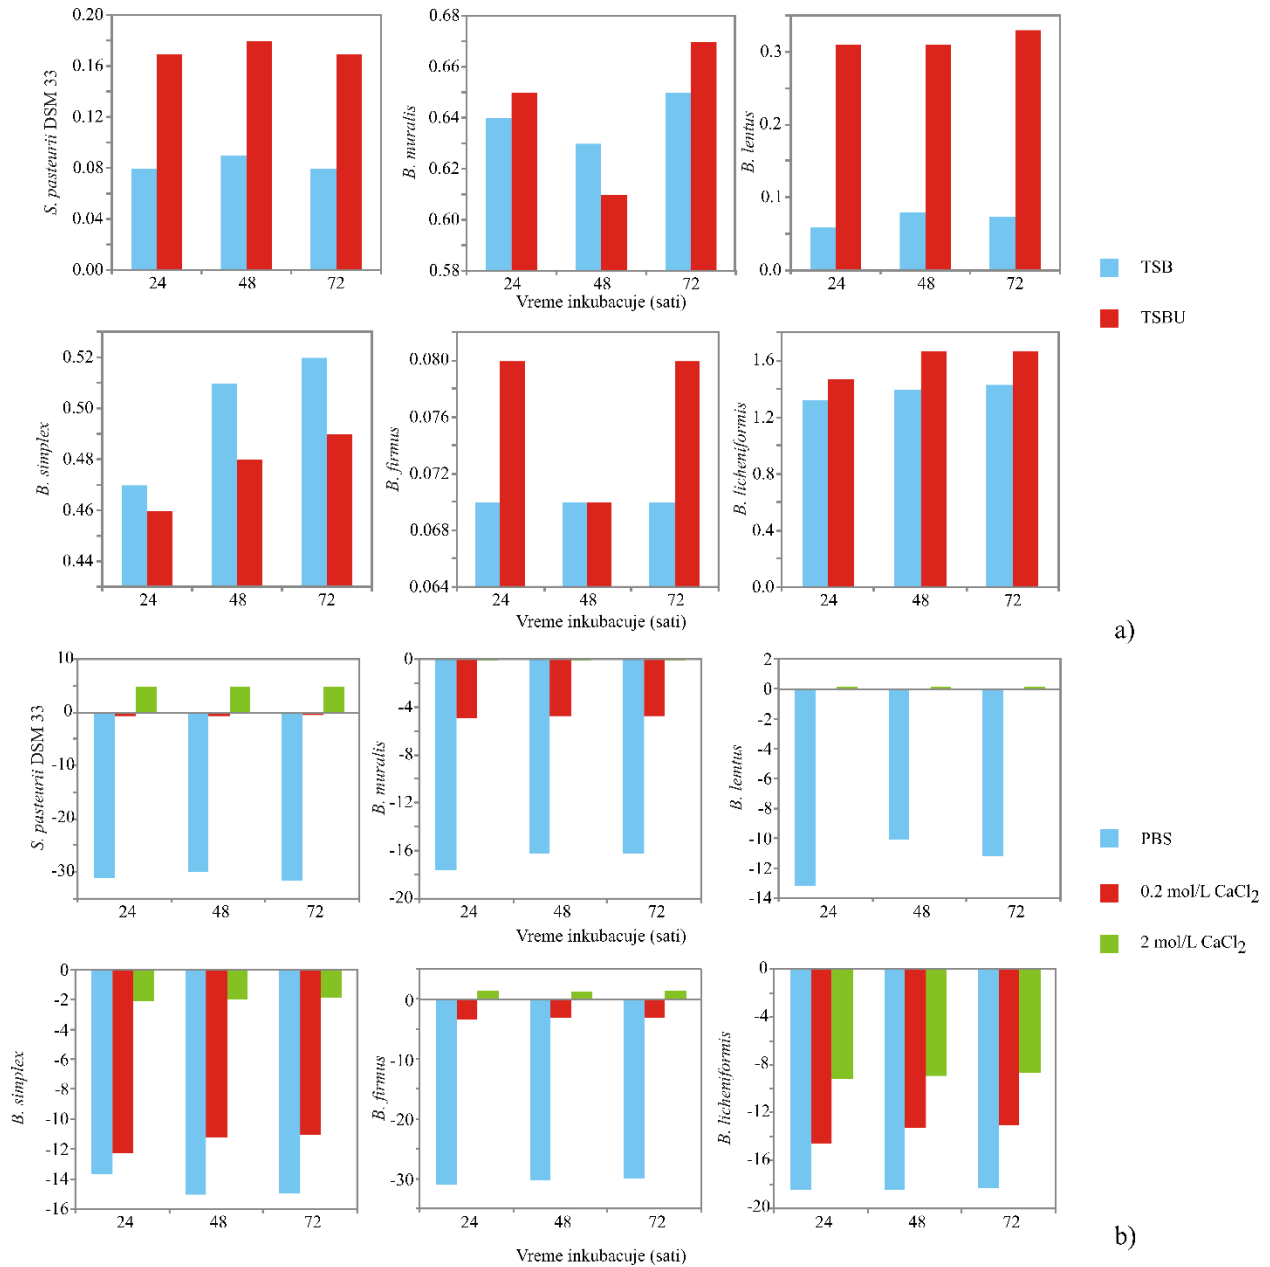 S. pasteurii DSM 33
0.20
0.16
0.12
0.08
0.04
0.00
24 48 72
B. muralis
0.68
0.66
0.64
0.62
0.60
0.58
24 48 72
Vreme inkubacuje (sati)
B. lentus
0.3
0.2
0.1
0.0
24 48 72
TSB
TSBU
B. simplex
0.52
0.50
0.48
0.46
0.44
24 48 72
B. firmus
0.080
0.076
0.072
0.068
0.064
24 48 72
Vreme inkubacuje (sati)
B. licheniformis
1.6
1.2
0.8
0.4
0.0
24 48 72
a)
S. pasteurii DSM 33
10
0
-10
-20
-30
24 48 72
B. muralis
0
-4
-8
-12
-16
-20
24 48 72
Vreme inkubacuje (sati)
B. lemtus
2
0
-2
-4
-6
-8
-10
-12
-14
24 48 72
PBS
0.2 mol/L CaCl2
2 mol/L CaCl2
B. simplex
0
-2
-4
-6
-8
-10
-12
-14
-16
24 48 72
B. firmus
0
-10
-20
-30
24 48 72
Vreme inkubacuje (sati)
B. licheniformis
0
-4
-8
-12
-16
-20
24 48 72
b)